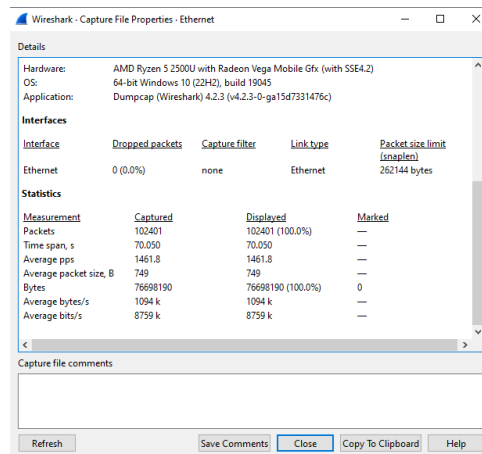 Wireshark · Capture File Properties · Ethernet
Details
Hardware: AMD Ryzen 5 2500U with Radeon Vega Mobile Gfx (with SSE4.2)
OS: 64-bit Windows 10 (22H2), build 19045
Application: Dumpcap (Wireshark) 4.2.3 (v4.2.3-0-ga15d7331476c)
Interfaces
Interface Dropped packets Capture filter Link type Packet size limit
(snaplen)
Ethernet 0 (0.0%) none Ethernet 262144 bytes
Statistics
Measurement Captured Displayed Marked
Packets 102401 102401 (100.0%) —
Time span, s 70.050 70.050 —
Average pps 1461.8 1461.8 —
Average packet size, B 749 749 —
Bytes 76698190 76698190 (100.0%) 0
Average bytes/s 1094 k 1094 k —
Average bits/s 8759 k 8759 k —
Capture file comments
Refresh Save Comments Close Copy To Clipboard Help